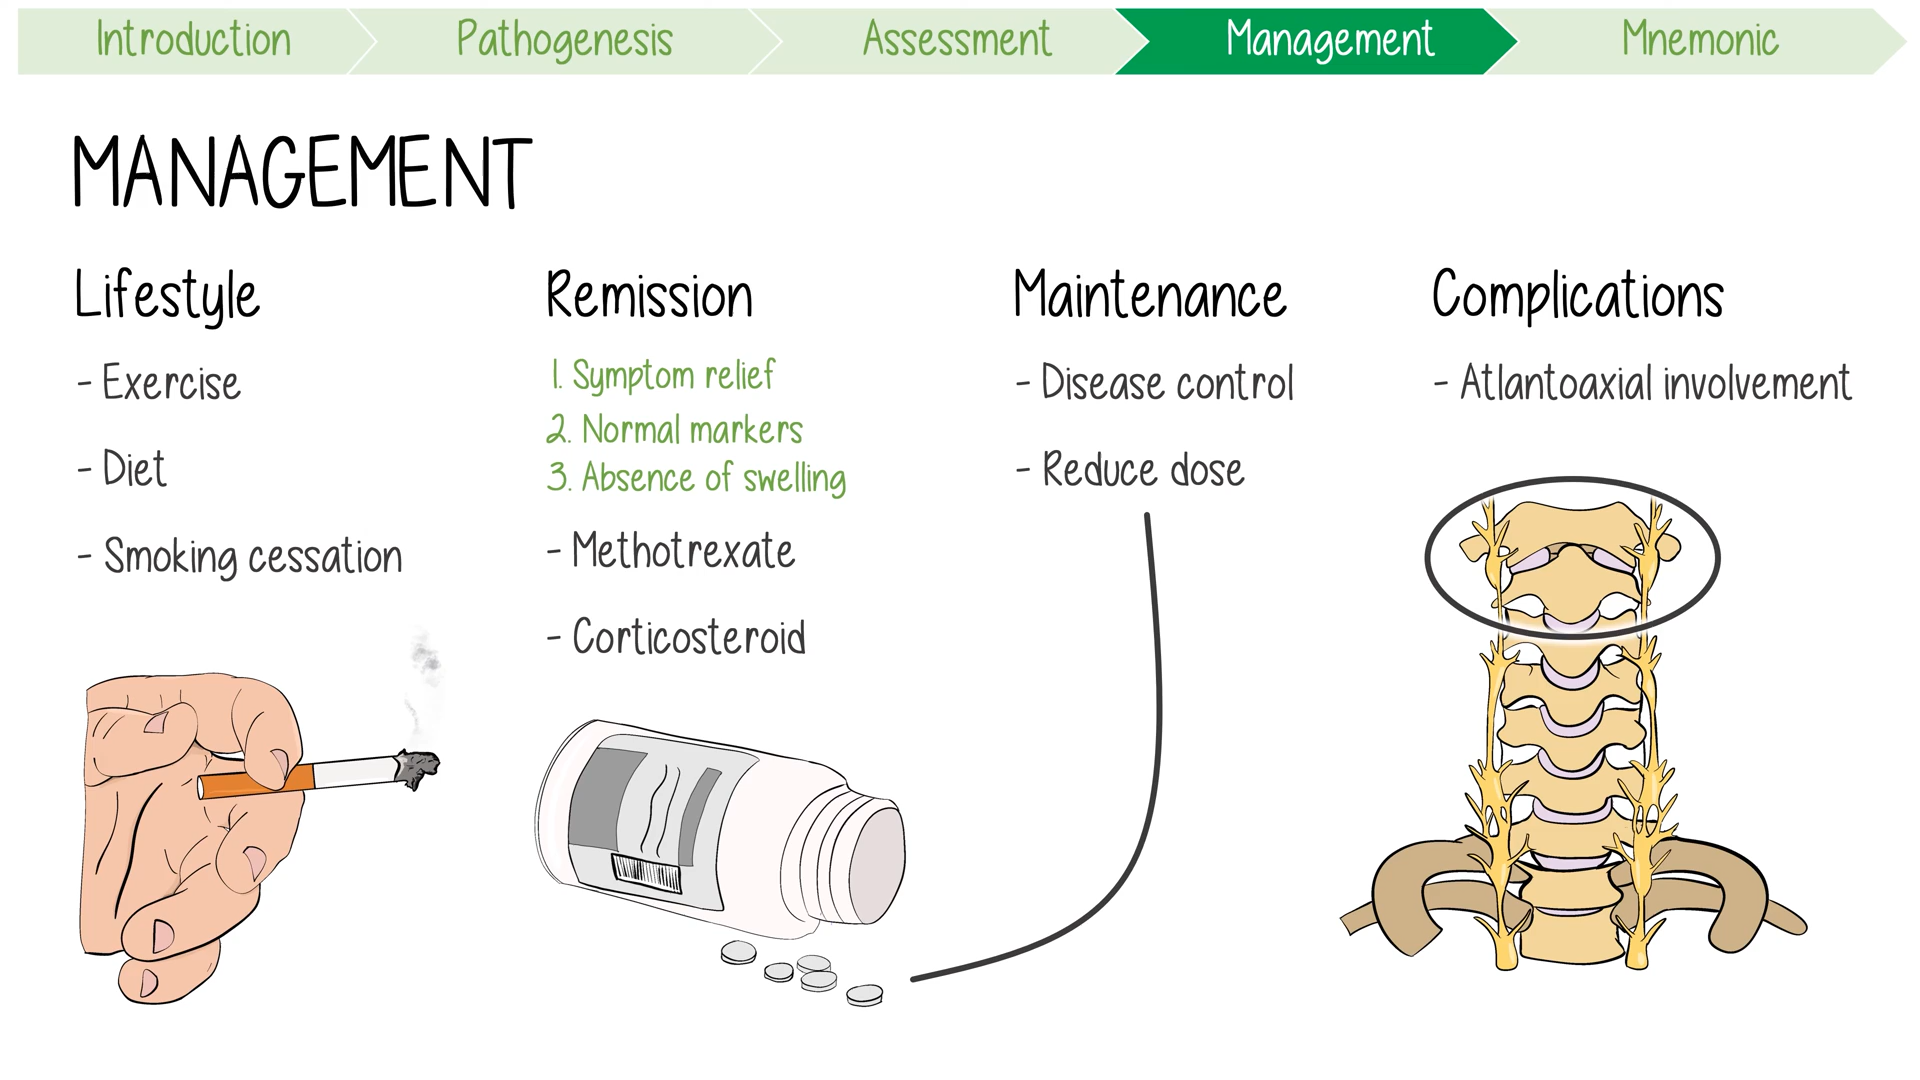 Introduction
Pathogenesis
Assessment
Management
Mnemonic
MANAGEMENT
Lifestyle
- Exercise
- Diet
- Smoking cessation
Remission
1. Symptom relief
2. Normal markers
3. Absence of swelling
- Methotrexate
- Corticosteroid
Maintenance
- Disease control
- Reduce dose
Complications
- Atlantoaxial involvement